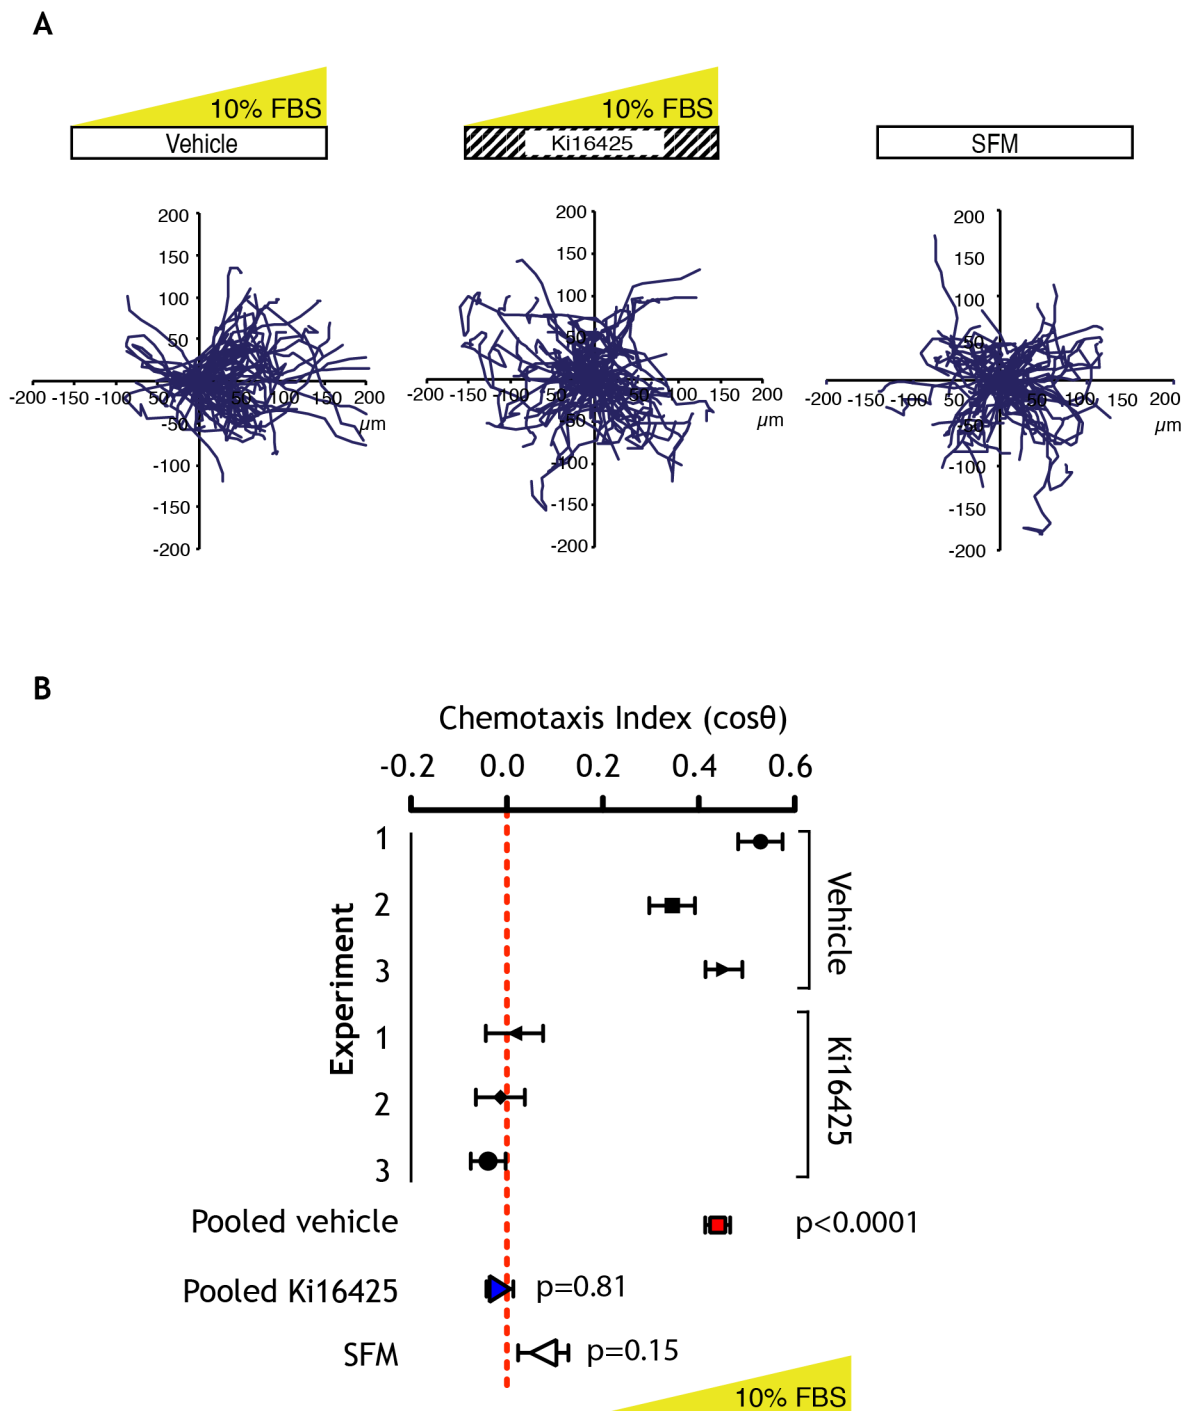 A
10% FBS
10% FBS
Vehicle
Ki16425
SFM
200
150
100
50
-50
-100
-150
-200
-200 -150 -100 50 50 100 150 200
µm
200
150
100
50
-50
-100
-150
-200
-200 -150 -100 50 50 100 150 200
µm
200
150
100
50
-50
-100
-150
-200
-200 -150 -100 50 50 100 150 200
µm
B
Chemotaxis Index (cosθ)
-0.2 0.0 0.2 0.4 0.6
Experiment
1
2
3
Vehicle
1
2
3
Ki16425
Pooled vehicle
p<0.0001
Pooled Ki16425
p=0.81
SFM
p=0.15
10% FBS